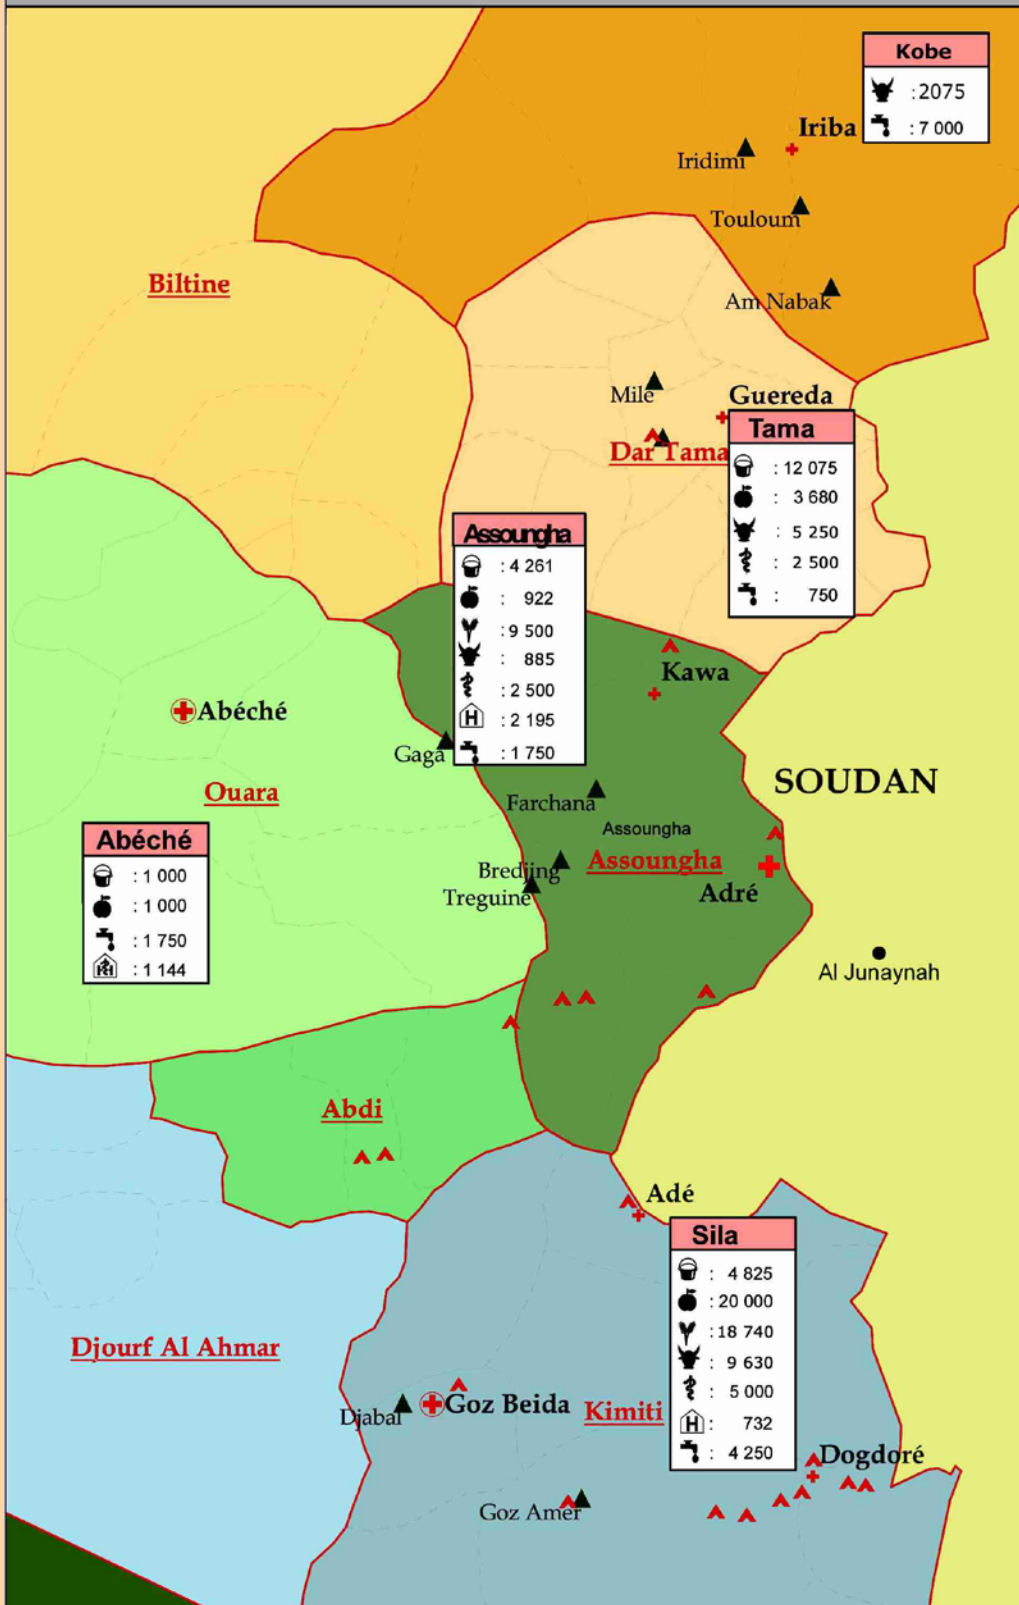 Kobe
:2075
: 7 000
Iriba
Iridimi
Touloum
Biltine
Am Nabak
Mile
Guereda
Dar Tama
Tama
: 12 075
: 3 680
: 5 250
: 2 500
: 750
Assoungha
: 4 261
: 922
: 9 500
: 885
: 2 500
: 2 195
: 1 750
Kawa
Abéché
Gaga
Ouara
SOUDAN
Farchana
Assoungha
Assoungha
Bredjing
Treguine
Adré
Abéché
: 1 000
: 1 000
: 1 750
: 1 144
Al Junaynah
Abdi
Adé
Sila
: 4 825
: 20 000
: 18 740
: 9 630
: 5 000
: 732
: 4 250
Djourf Al Ahmar
Djabal
Goz Beida
Kimiti
Dogdoré
Goz Amer